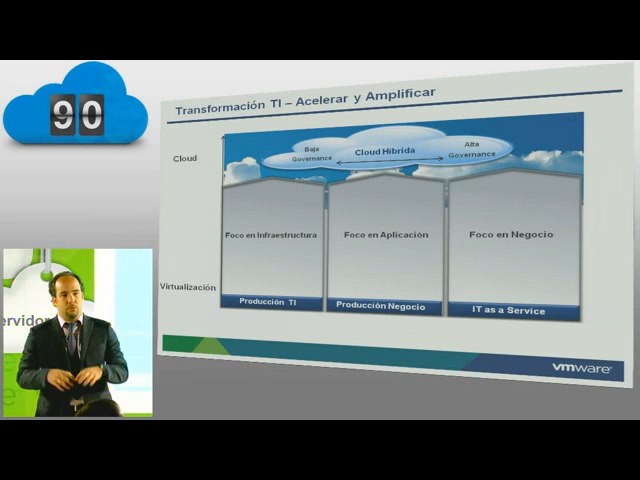 90
Transformación TI – Acelerar y Amplificar
Cloud
Baja
Governance
Cloud Híbrida
Alta
Governance
Foco en Infraestructura
Foco en Aplicación
Foco en Negocio
Virtualización
Producción TI
Producción Negocio
IT as a Service
vmware
ervidor